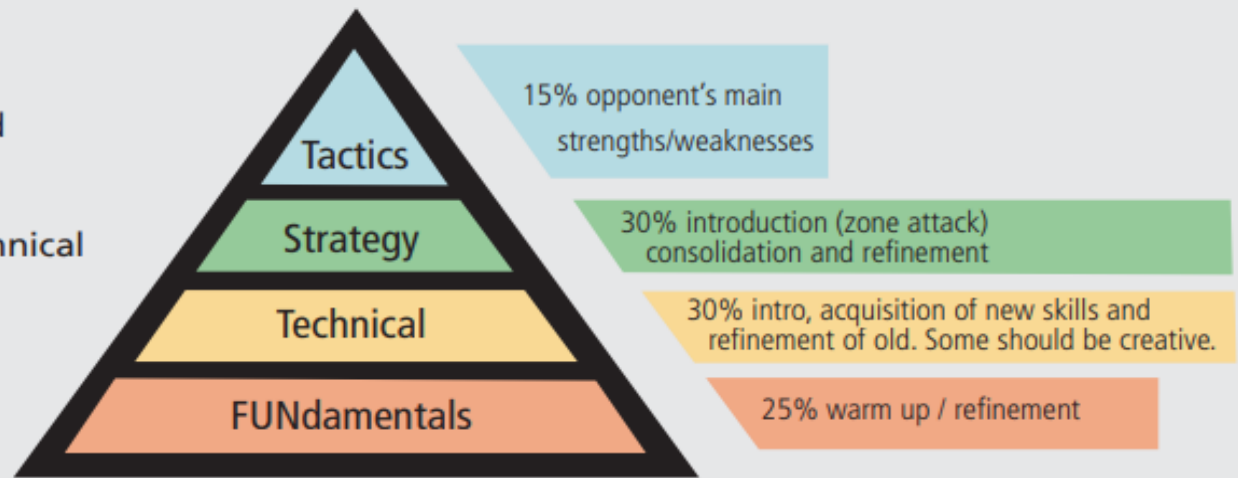 Tactics
15% opponent's main
strengths/weaknesses
Strategy
30% introduction (zone attack)
consolidation and refinement
Technical
30% intro, acquisition of new skills and
refinement of old. Some should be creative.
FUNdamentals
25% warm up / refinement